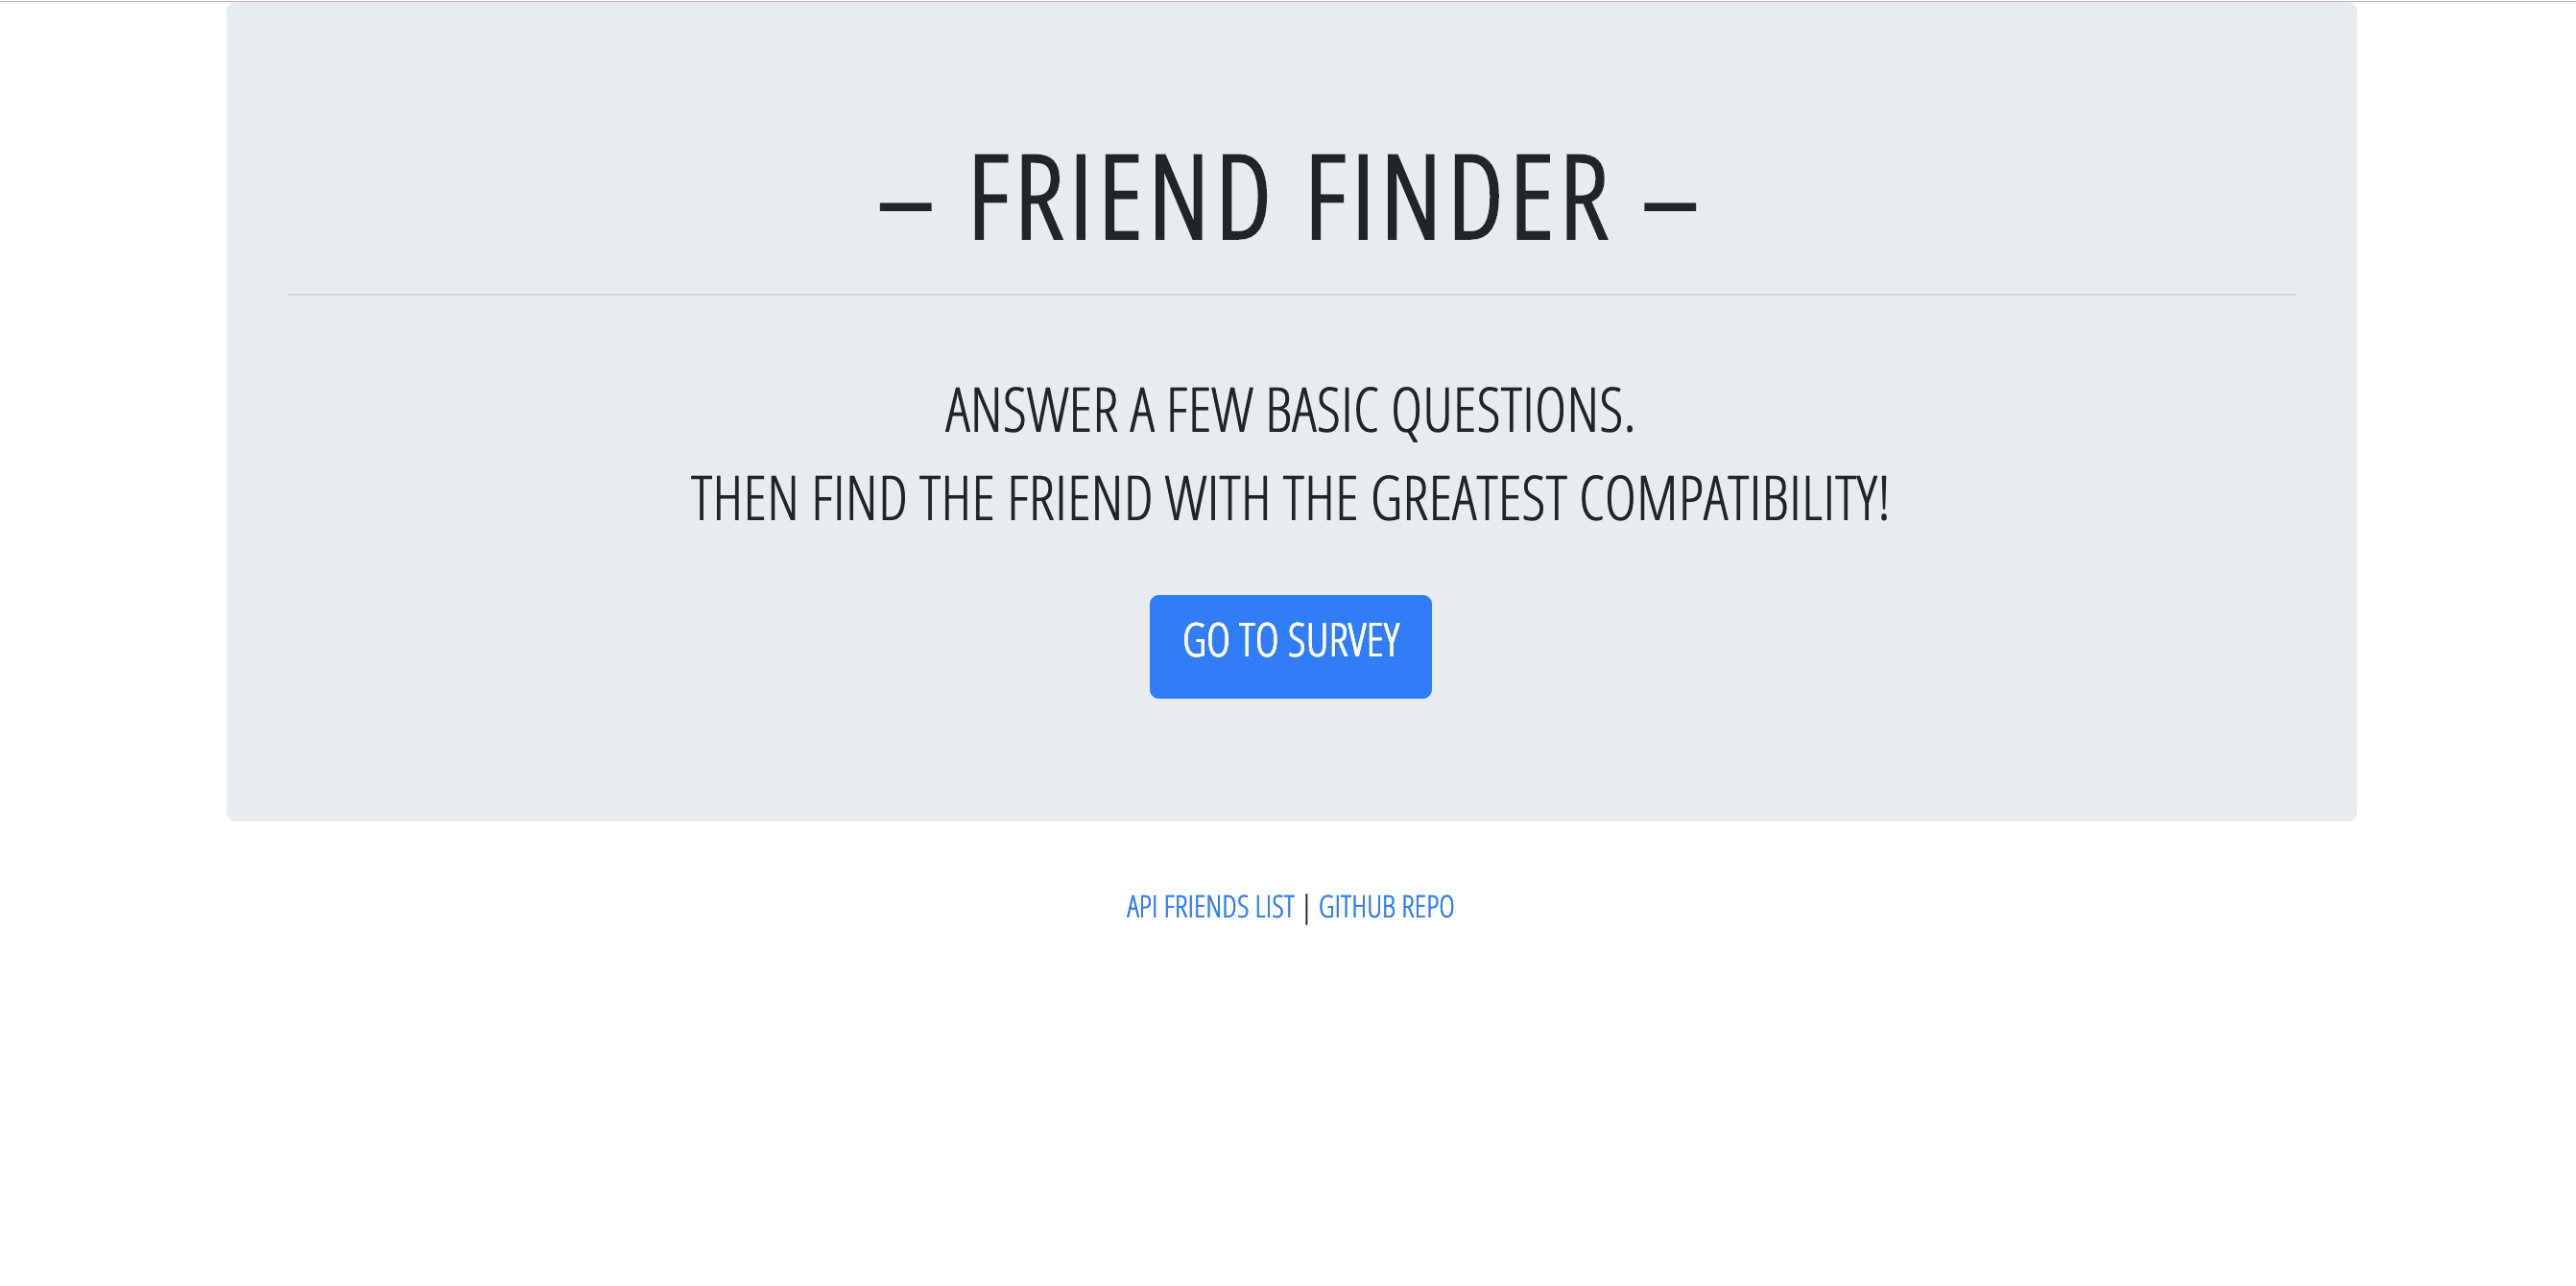 – FRIEND FINDER –
ANSWER A FEW BASIC QUESTIONS.
THEN FIND THE FRIEND WITH THE GREATEST COMPATIBILITY!
GO TO SURVEY
API FRIENDS LIST | GITHUB REPO